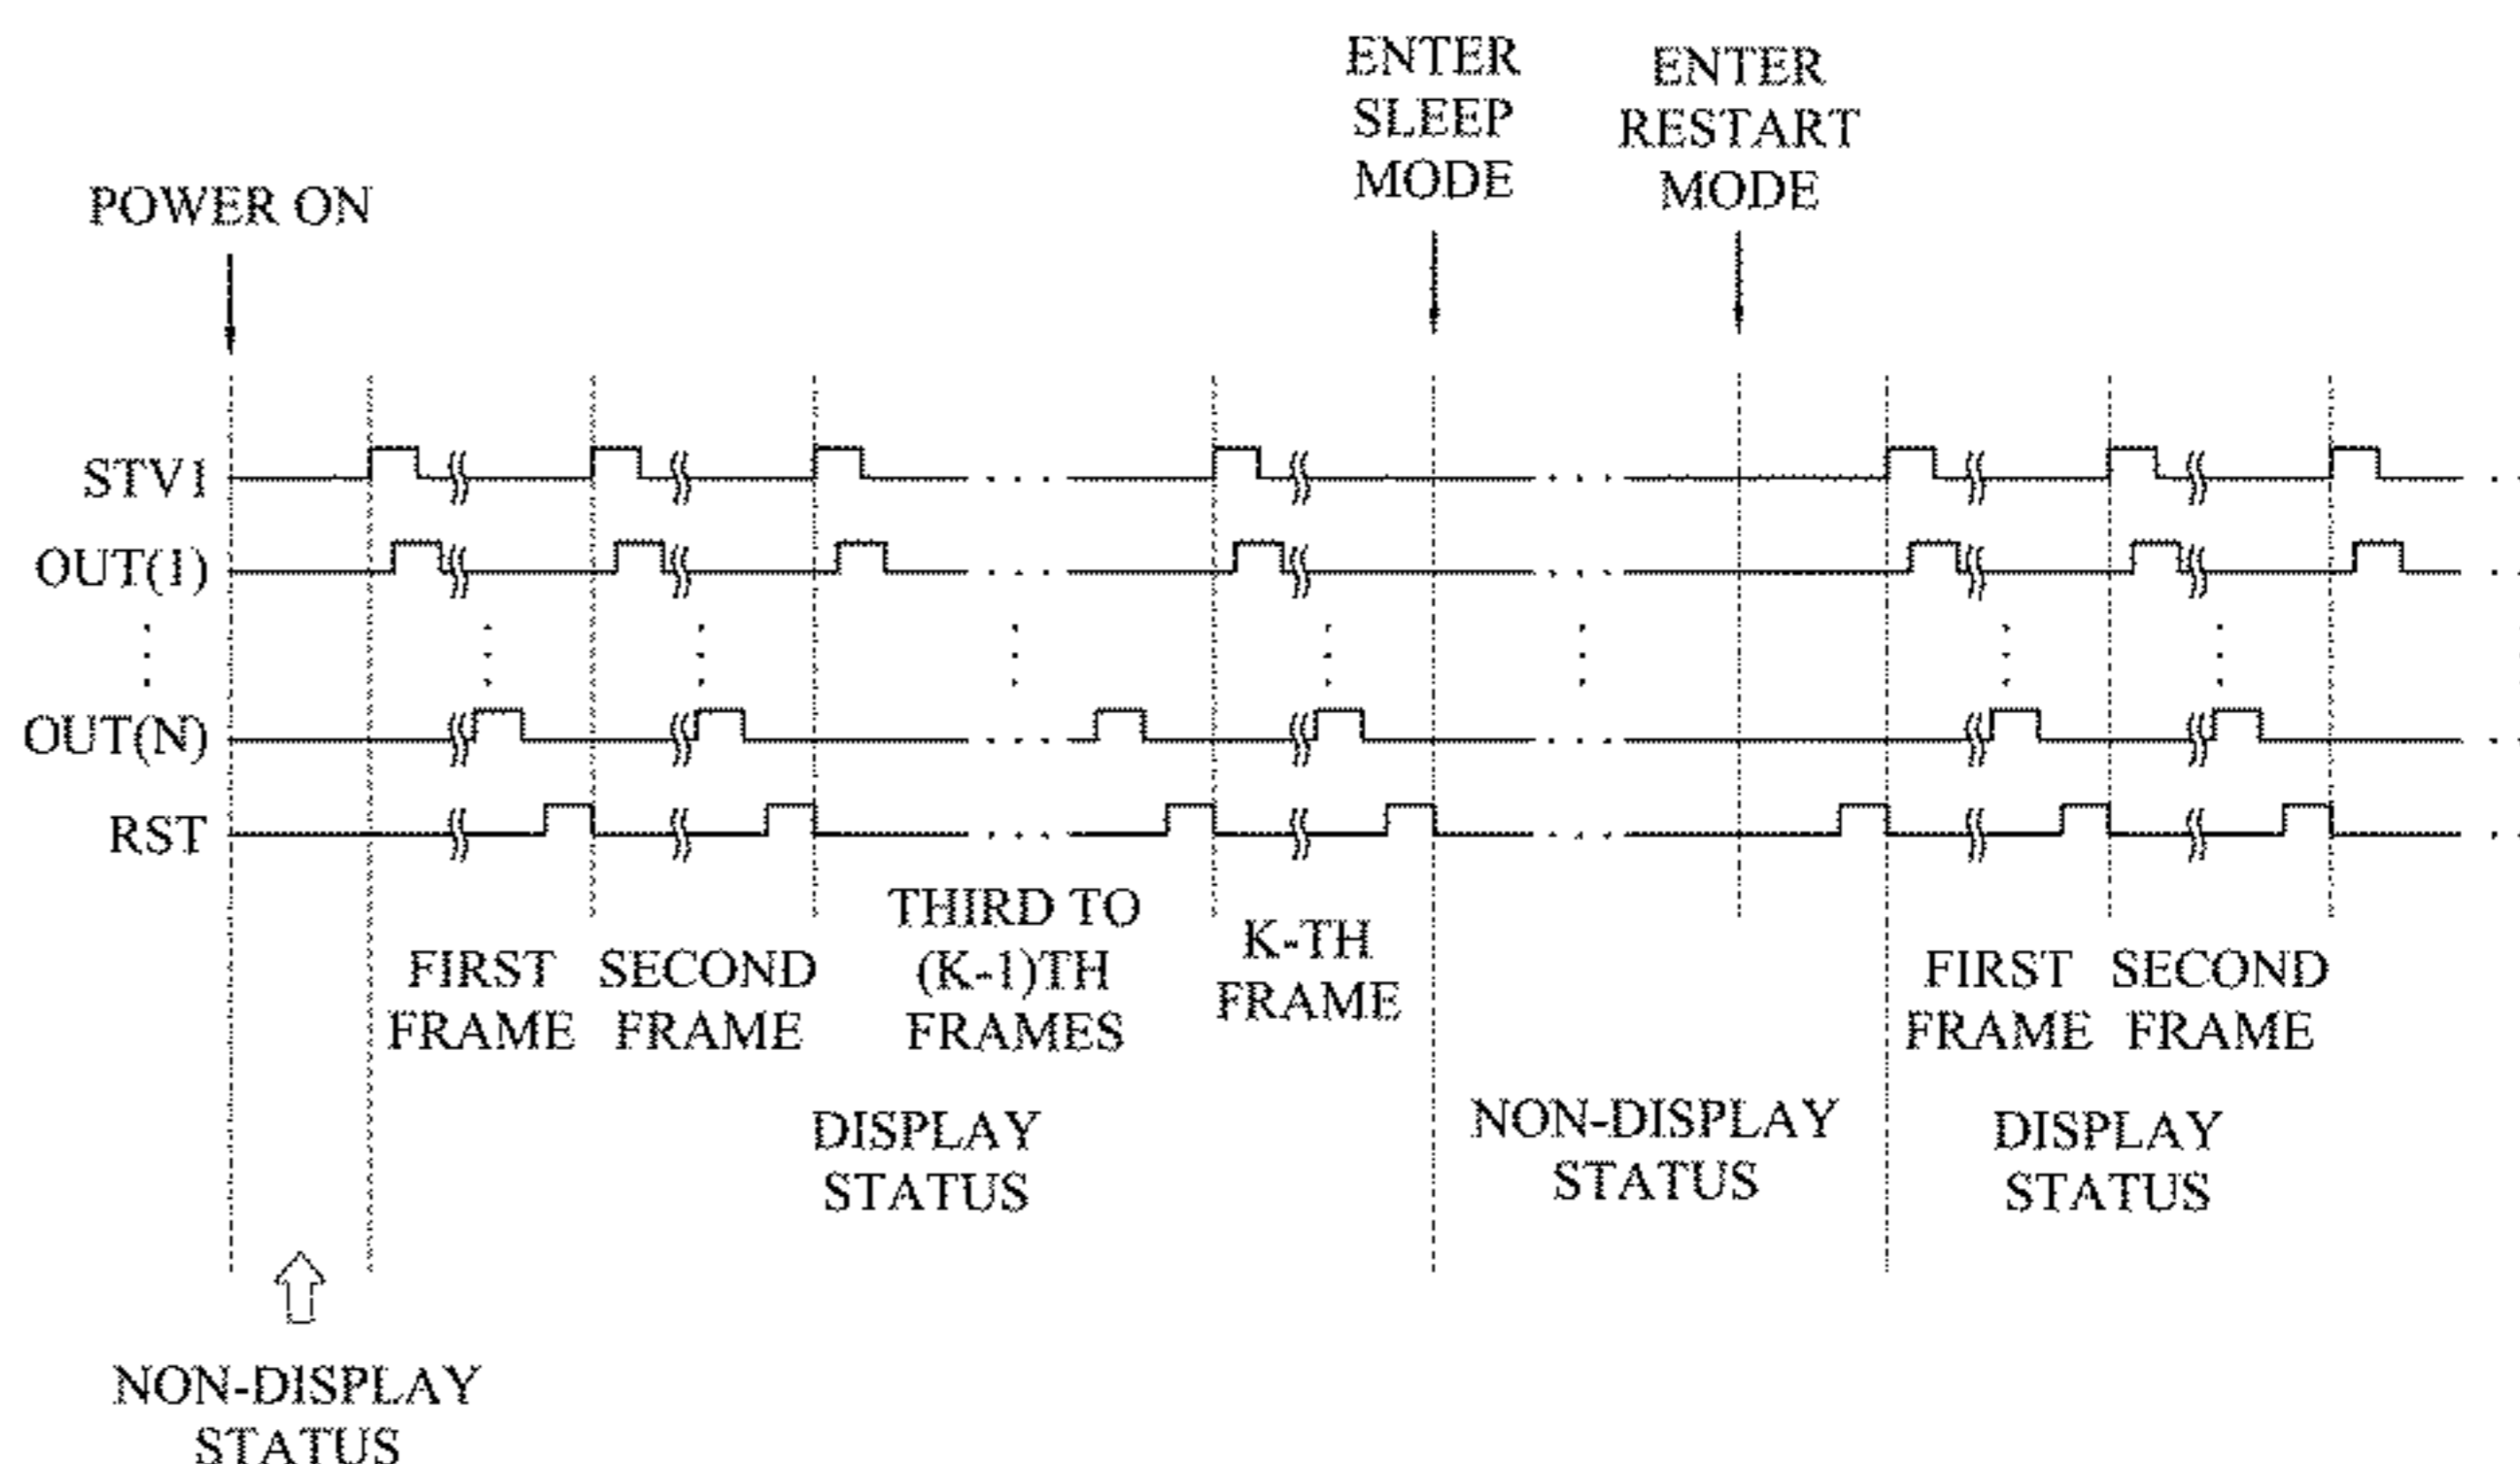 ENTER
SLEEP
MODE
ENTER
RESTART
MODE
POWER ON
STV1
OUT(1)
OUT(N)
RST
FIRST
FRAME
SECOND
FRAME
THIRD TO
(K-1)TH
FRAMES
K-TH
FRAME
FIRST
FRAME
SECOND
FRAME
DISPLAY
STATUS
NON-DISPLAY
STATUS
DISPLAY
STATUS
NON-DISPLAY
STATUS